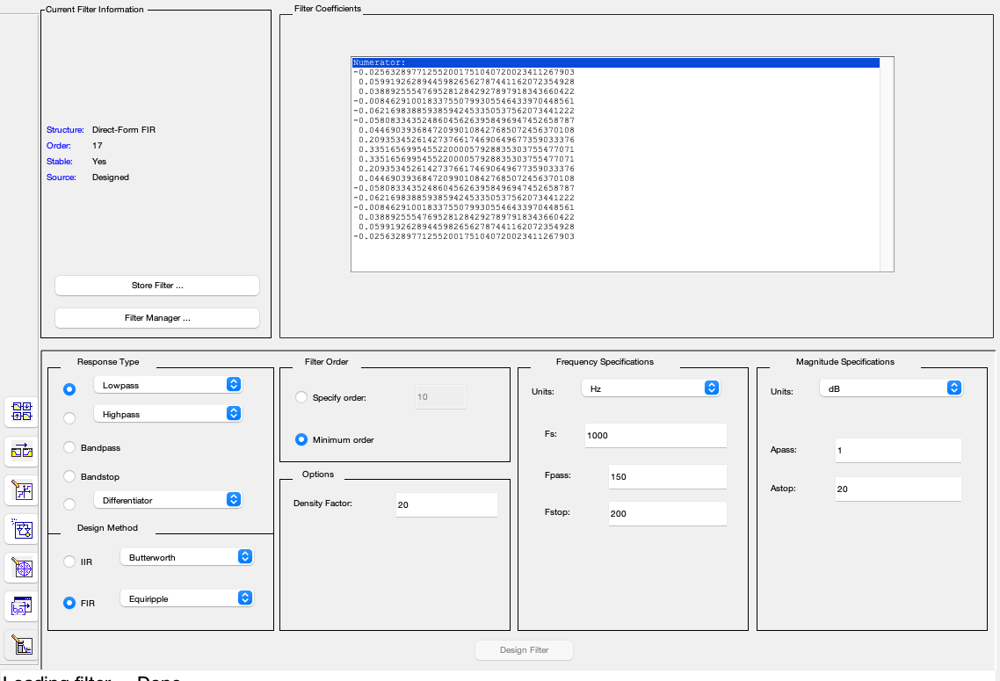 Current Filter Information
Structure: Direct-Form FIR
Order: 17
Stable: Yes
Source: Designed
Store Filter ...
Filter Manager ...
Filter Coefficients
Numerator:
-0.025632897712552001751040720023411267903
0.059919262894459826562787441162072354928
0.038892555476952812842927897918343660422
-0.008462910018337550799305546433970448561
-0.062169838859385942453350537562073441222
-0.058083343524860456263958496947452658787
0.044690393684720990108427685072456370108
0.209353452614273766174690649677359033376
0.335165699545522000057928835303755477071
0.335165699545522000057928835303755477071
0.209353452614273766174690649677359033376
0.044690393684720990108427685072456370108
-0.058083343524860456263958496947452658787
-0.062169838859385942453350537562073441222
-0.008462910018337550799305546433970448561
0.038892555476952812842927897918343660422
0.059919262894459826562787441162072354928
-0.025632897712552001751040720023411267903
Response Type
Lowpass
Highpass
Bandpass
Bandstop
Differentiator
Design Method
IIR Butterworth
FIR Equiripple
Filter Order
Specify order: 10
Minimum order
Options
Density Factor: 20
Frequency Specifications
Units: Hz
Fs: 1000
Fpass: 150
Fstop: 200
Magnitude Specifications
Units: dB
Apass: 1
Astop: 20
Design Filter
Loading filter ... Done